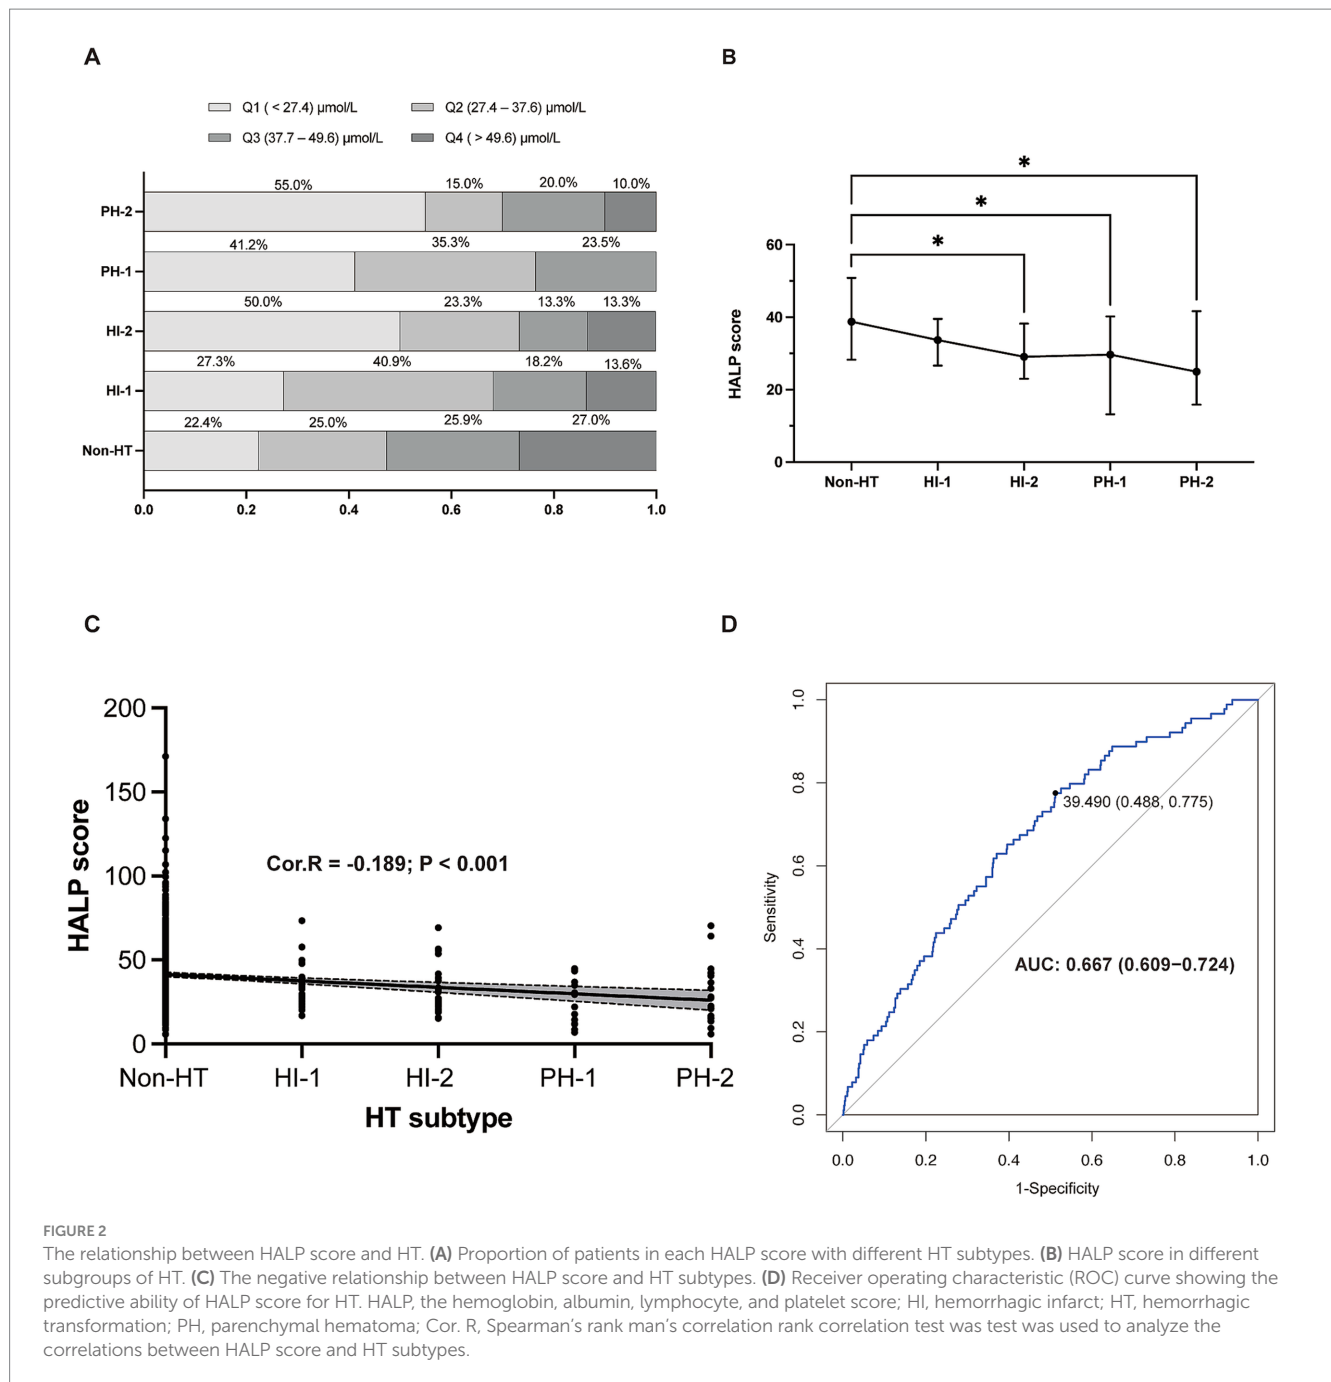 A
Q1 ( < 27.4) µmol/L
Q2 (27.4 – 37.6) µmol/L
Q3 (37.7 – 49.6) µmol/L
Q4 ( > 49.6) µmol/L
55.0% 15.0% 20.0% 10.0%
PH-2
41.2% 35.3% 23.5%
PH-1
50.0% 23.3% 13.3% 13.3%
HI-2
27.3% 40.9% 18.2% 13.6%
HI-1
22.4% 25.0% 25.9% 27.0%
Non-HT
0.0 0.2 0.4 0.6 0.8 1.0
B
*
*
*
HALP score
60
40
20
0
Non-HT HI-1 HI-2 PH-1 PH-2
C
HALP score
200
150
100
50
0
Cor.R = -0.189; P < 0.001
Non-HT HI-1 HI-2 PH-1 PH-2
HT subtype
D
Sensitivity
1.0
0.8
0.6
0.4
0.2
0.0
39.490 (0.488, 0.775)
AUC: 0.667 (0.609−0.724)
0.0 0.2 0.4 0.6 0.8 1.0
1-Specificity
FIGURE 2
The relationship between HALP score and HT. (A) Proportion of patients in each HALP score with different HT subtypes. (B) HALP score in different
subgroups of HT. (C) The negative relationship between HALP score and HT subtypes. (D) Receiver operating characteristic (ROC) curve showing the
predictive ability of HALP score for HT. HALP, the hemoglobin, albumin, lymphocyte, and platelet score; HI, hemorrhagic infarct; HT, hemorrhagic
transformation; PH, parenchymal hematoma; Cor. R, Spearman's rank man's correlation rank correlation test was test was used to analyze the
correlations between HALP score and HT subtypes.